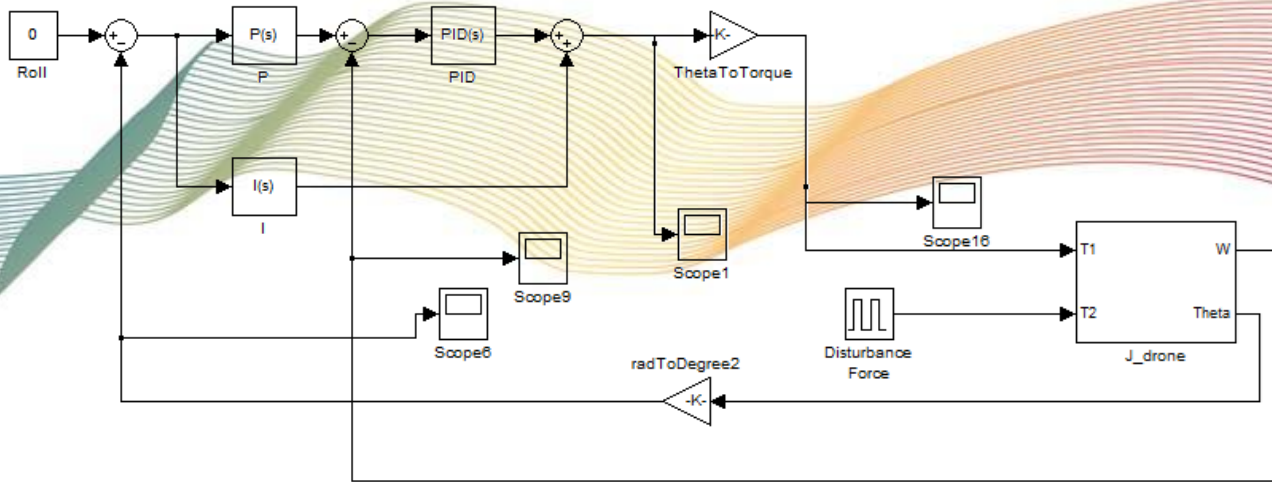 0
Roll
P(s)
P
PID(s)
PID
K-
ThetaToTorque
I(s)
I
Scope16
Scope1
Scope9
Scope6
T1
W
T2
Theta
J_drone
Disturbance
Force
radToDegree2
-K-